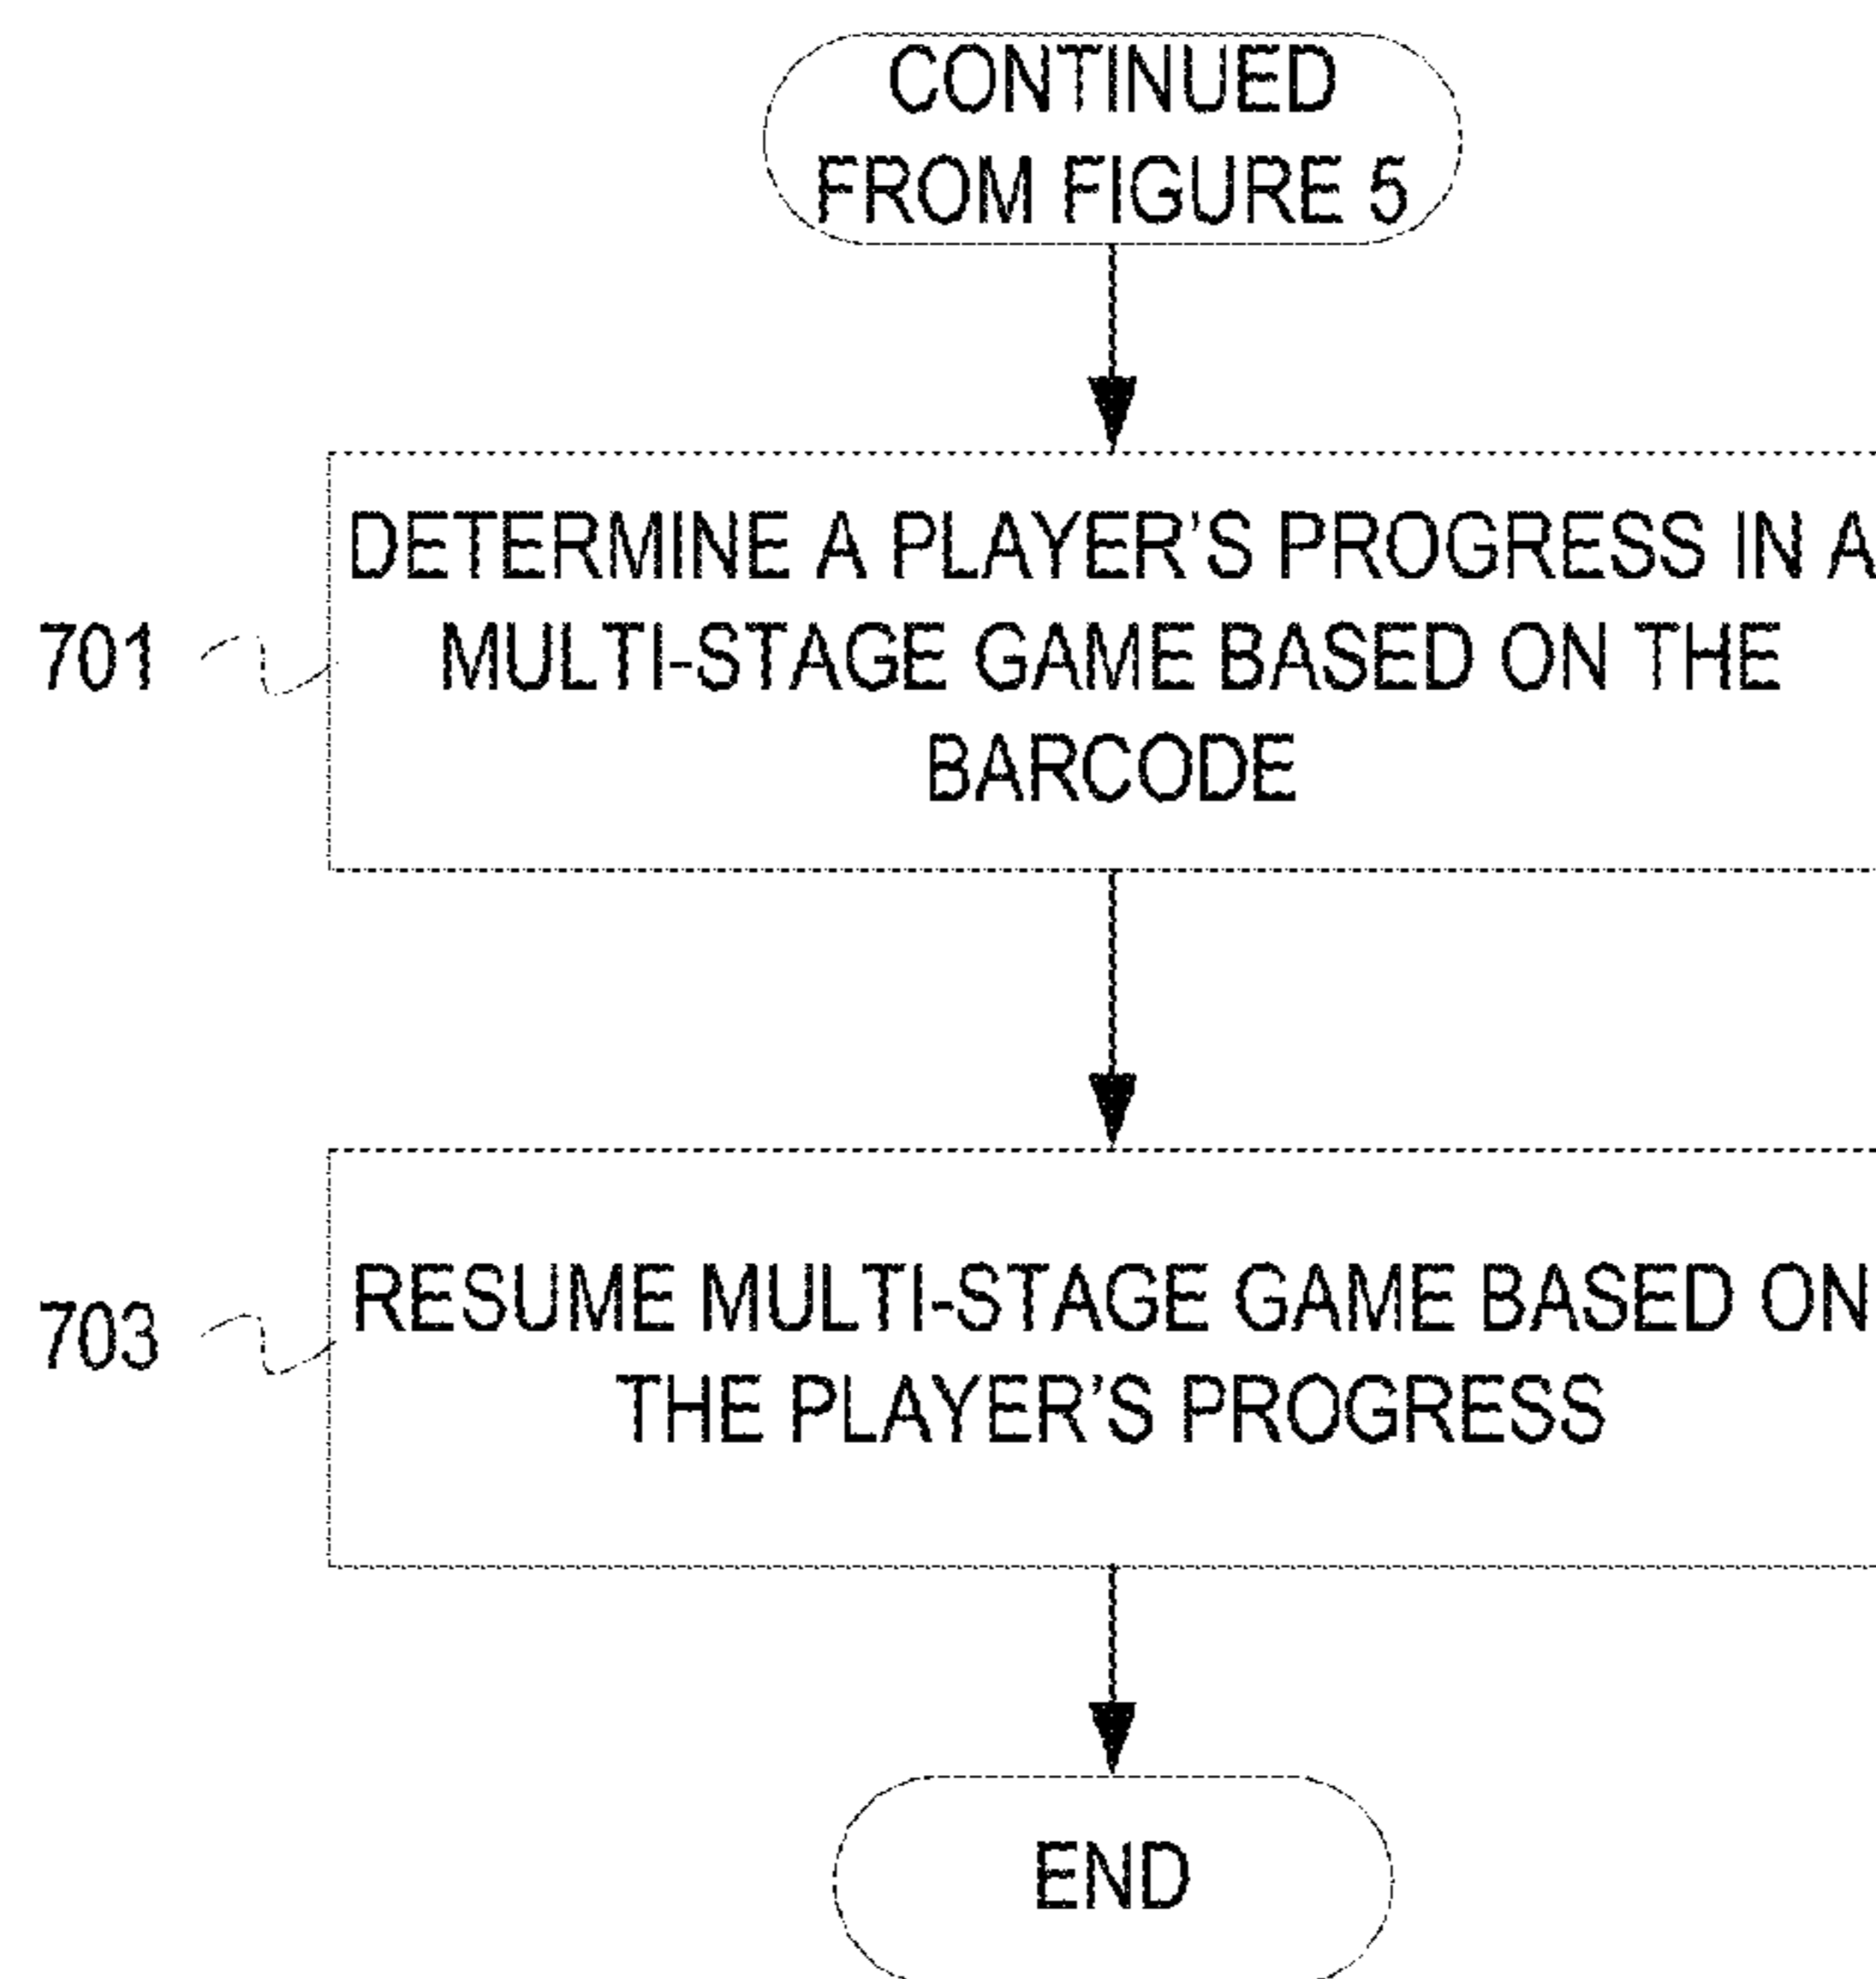 CONTINUED
FROM FIGURE 5
DETERMINE A PLAYER'S PROGRESS IN A
701
MULTI-STAGE GAME BASED ON THE
BARCODE
RESUME MULTI-STAGE GAME BASED ON
703
THE PLAYER'S PROGRESS
END